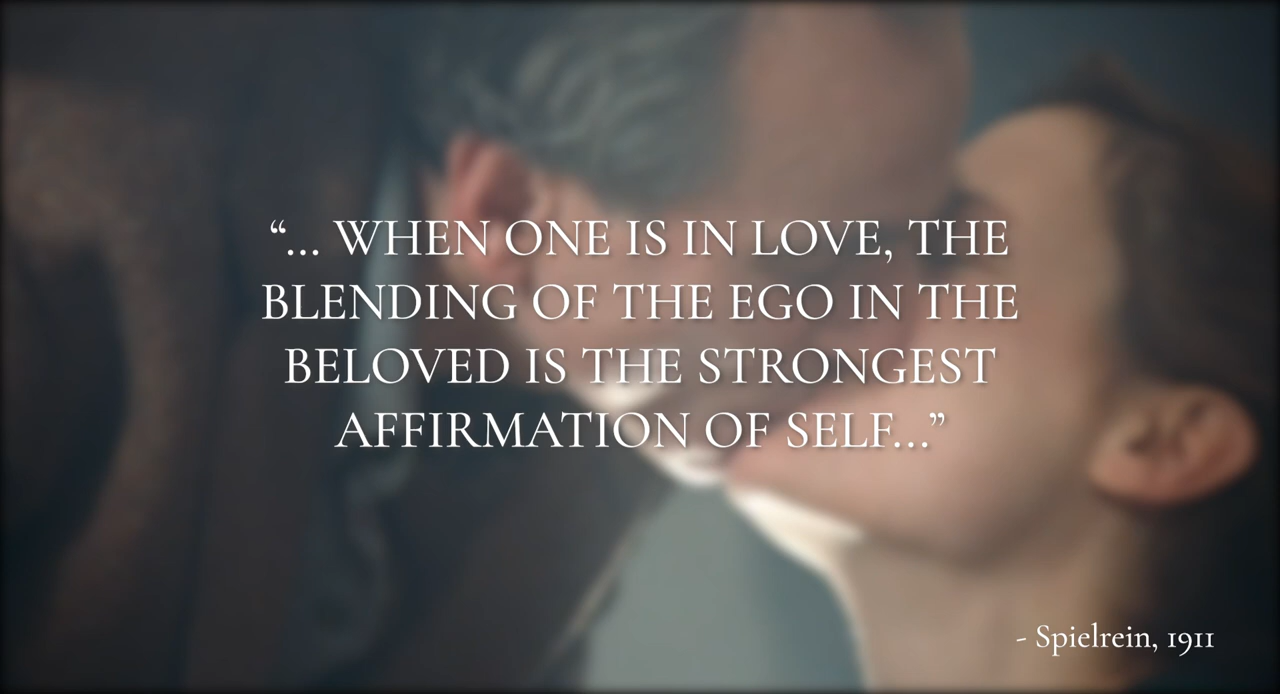 “... WHEN ONE IS IN LOVE, THE
BLENDING OF THE EGO IN THE
BELOVED IS THE STRONGEST
AFFIRMATION OF SELF...”
- Spielrein, 1911